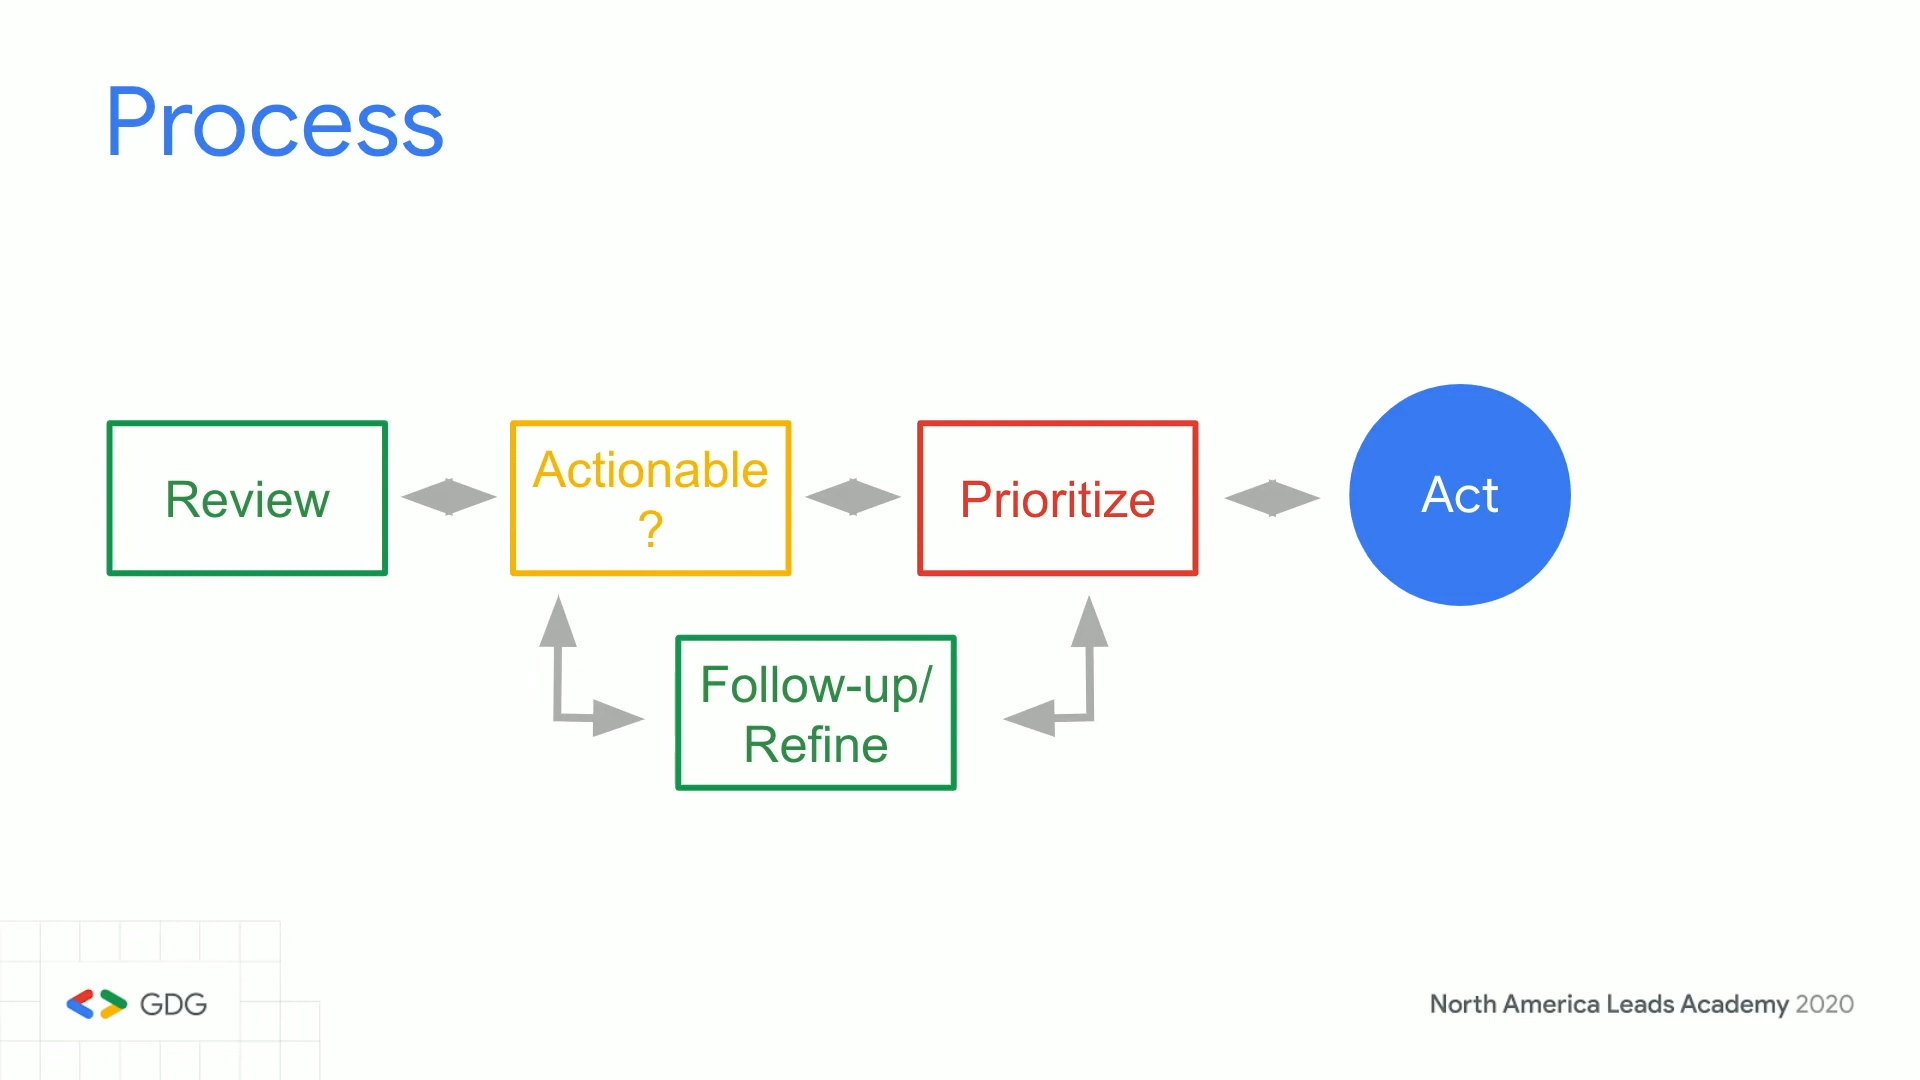 Process
Review
Actionable
?
Prioritize
Act
Follow-up/
Refine
GDG
North America Leads Academy 2020